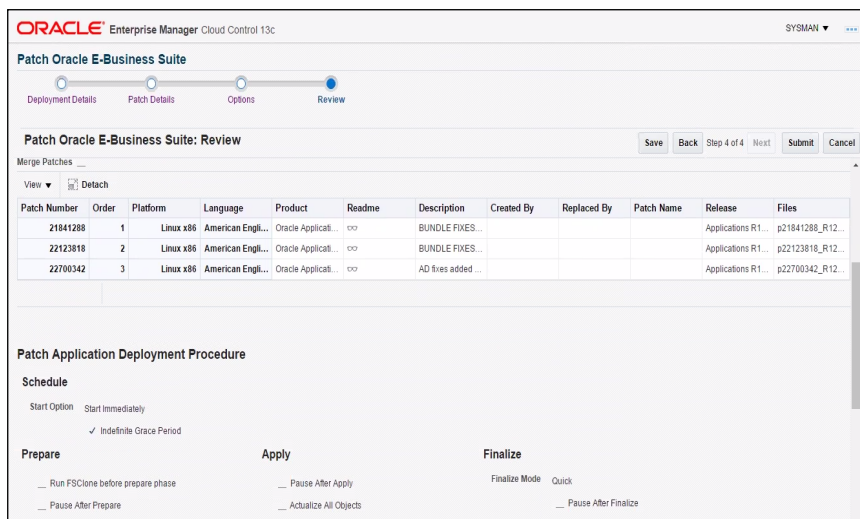 ORACLE Enterprise Manager Cloud Control 13c SYSMAN
Patch Oracle E-Business Suite
Deployment Details Patch Details Options Review
Patch Oracle E-Business Suite: Review Save Back Step 4 of 4 Next Submit Cancel
Merge Patches
View Detach
Patch Number Order Platform Language Product Readme Description Created By Replaced By Patch Name Release Files
21841288 1 Linux x86 American Engli... Oracle Applicati... BUNDLE FIXES... Applications R1... p21841288_R12...
22123818 2 Linux x86 American Engli... Oracle Applicati... BUNDLE FIXES... Applications R1... p22123818_R12...
22700342 3 Linux x86 American Engli... Oracle Applicati... AD fixes added ... Applications R1... p22700342_R12...
Patch Application Deployment Procedure
Schedule
Start Option Start Immediately
✓ Indefinite Grace Period
Prepare Apply Finalize
Finalize Mode Quick
Run FSClone before prepare phase Pause After Apply
Pause After Prepare Actualize All Objects Pause After Finalize